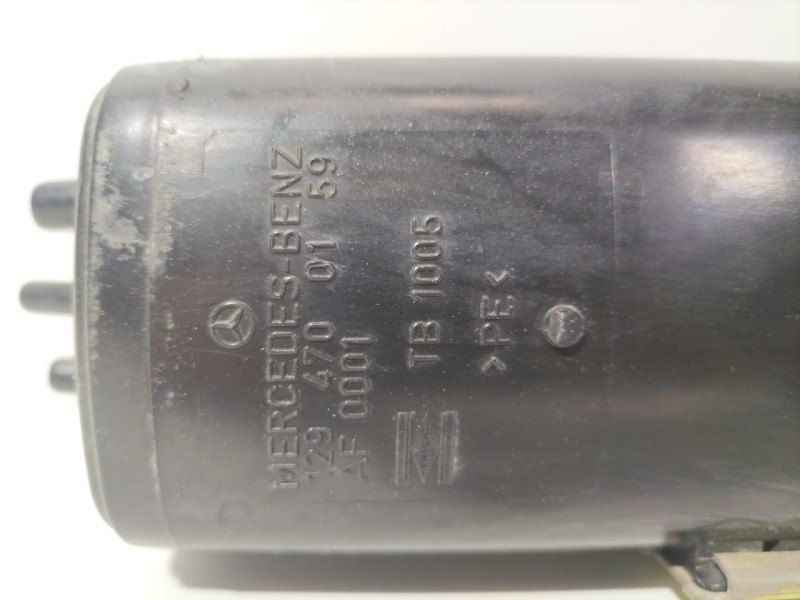 MERCEDES-BENZ
129 470 01 59
AF 0001
TB 1005
>PE<